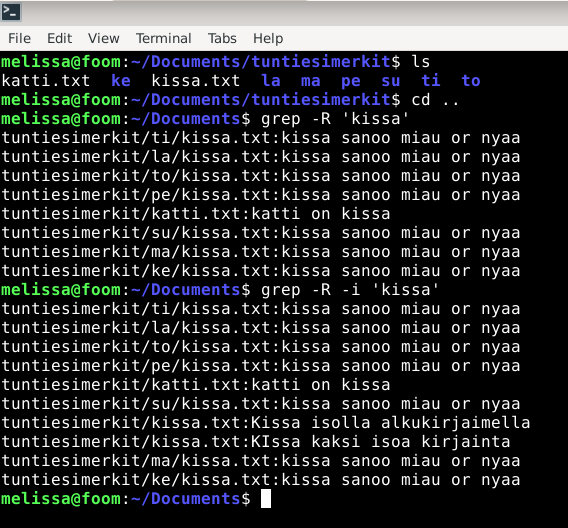 File Edit View Terminal Tabs Help
melissa@foom:~/Documents/tuntiesimerkit$ ls
katti.txt ke kissa.txt la ma pe su ti to
melissa@foom:~/Documents/tuntiesimerkit$ cd ..
melissa@foom:~/Documents$ grep -R 'kissa'
tuntiesimerkit/ti/kissa.txt:kissa sanoo miau or nyaa
tuntiesimerkit/la/kissa.txt:kissa sanoo miau or nyaa
tuntiesimerkit/to/kissa.txt:kissa sanoo miau or nyaa
tuntiesimerkit/pe/kissa.txt:kissa sanoo miau or nyaa
tuntiesimerkit/katti.txt:katti on kissa
tuntiesimerkit/su/kissa.txt:kissa sanoo miau or nyaa
tuntiesimerkit/ma/kissa.txt:kissa sanoo miau or nyaa
tuntiesimerkit/ke/kissa.txt:kissa sanoo miau or nyaa
melissa@foom:~/Documents$ grep -R -i 'kissa'
tuntiesimerkit/ti/kissa.txt:kissa sanoo miau or nyaa
tuntiesimerkit/la/kissa.txt:kissa sanoo miau or nyaa
tuntiesimerkit/to/kissa.txt:kissa sanoo miau or nyaa
tuntiesimerkit/pe/kissa.txt:kissa sanoo miau or nyaa
tuntiesimerkit/katti.txt:katti on kissa
tuntiesimerkit/su/kissa.txt:kissa sanoo miau or nyaa
tuntiesimerkit/kissa.txt:Kissa isolla alkukirjaimella
tuntiesimerkit/kissa.txt:KIssa kaksi isoa kirjainta
tuntiesimerkit/ma/kissa.txt:kissa sanoo miau or nyaa
tuntiesimerkit/ke/kissa.txt:kissa sanoo miau or nyaa
melissa@foom:~/Documents$